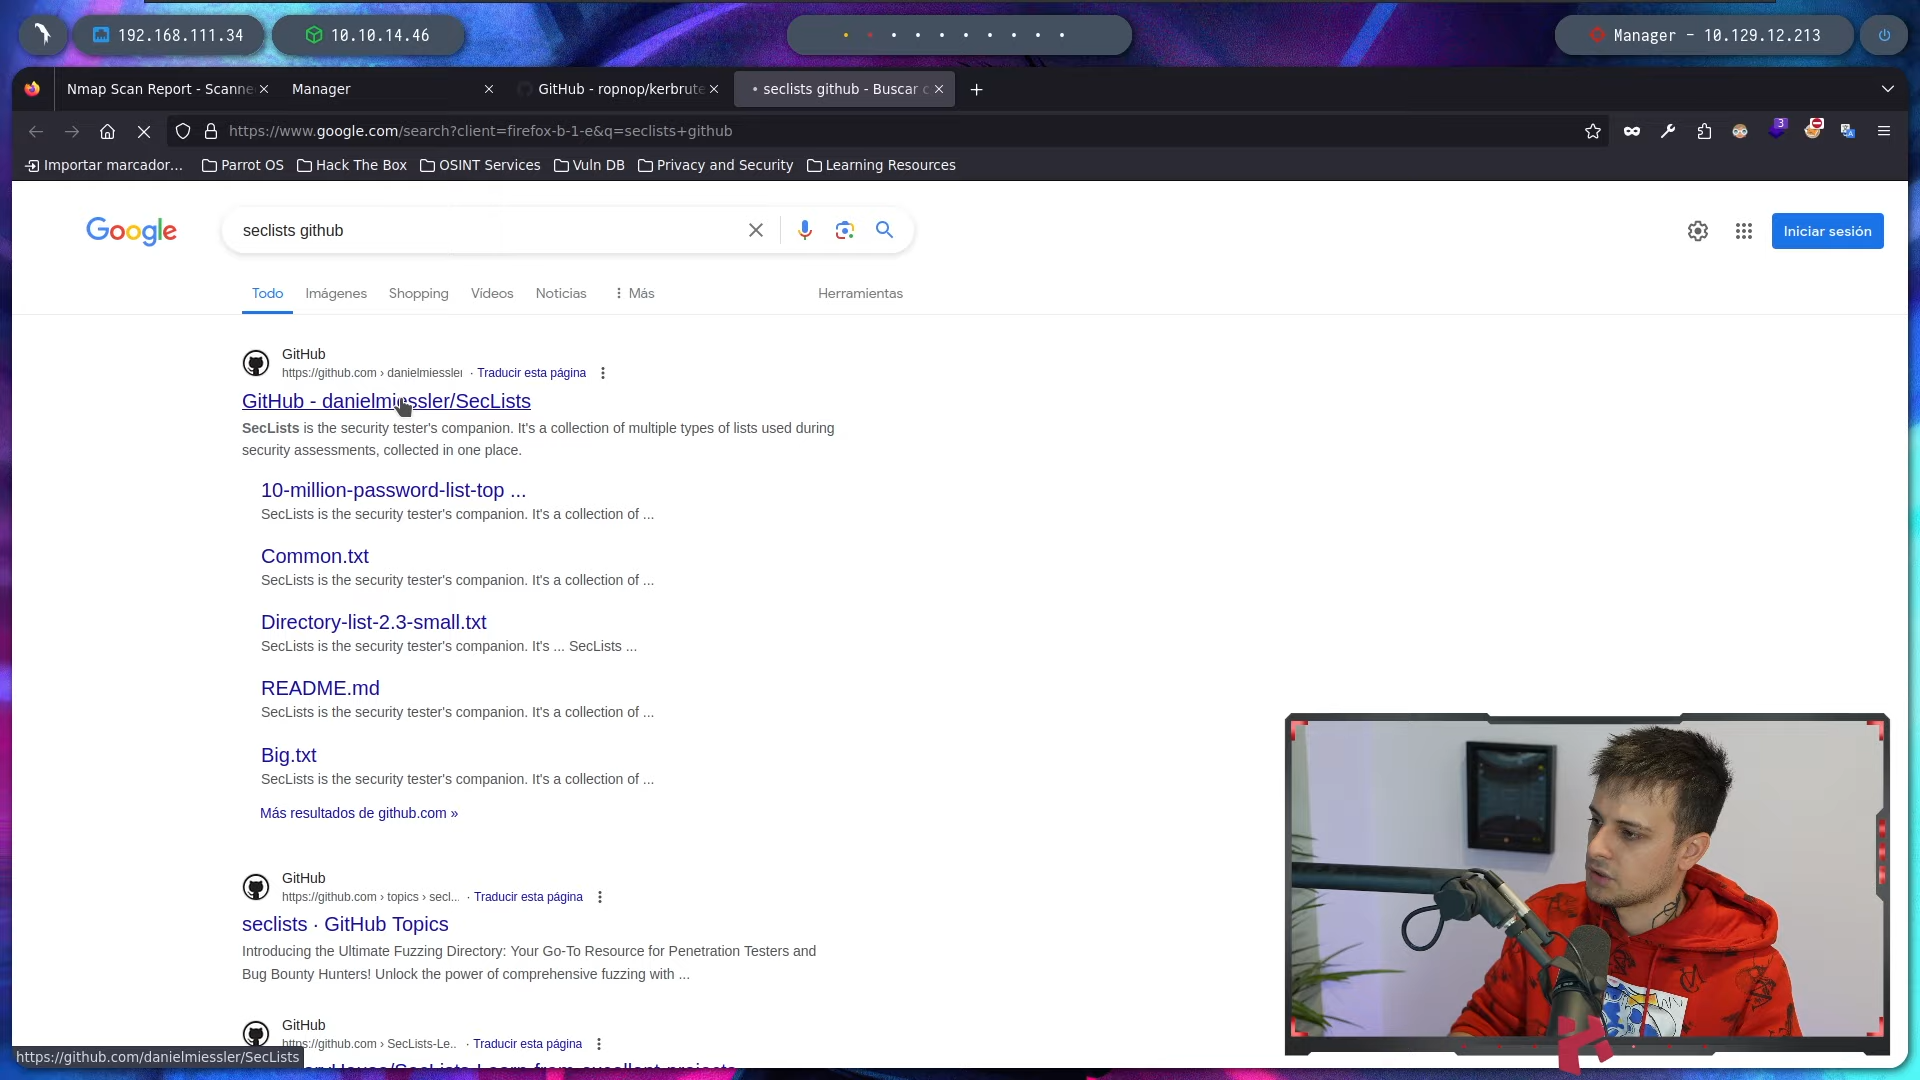 192.168.111.34
10.10.14.46
Manager - 10.129.12.213
Nmap Scan Report - Scanne
Manager
GitHub - ropnop/kerbrute
seclists github - Buscar c
https://www.google.com/search?client=firefox-b-1-e&q=seclists+github
3
Importar marcador...
Parrot OS
Hack The Box
OSINT Services
Vuln DB
Privacy and Security
Learning Resources
Google
seclists github
Iniciar sesión
Todo
Imágenes
Shopping
Vídeos
Noticias
Más
Herramientas
GitHub
https://github.com › danielmiessler · Traducir esta página
GitHub - danielmiessler/SecLists
SecLists is the security tester's companion. It's a collection of multiple types of lists used during
security assessments, collected in one place.
10-million-password-list-top ...
SecLists is the security tester's companion. It's a collection of ...
Common.txt
SecLists is the security tester's companion. It's a collection of ...
Directory-list-2.3-small.txt
SecLists is the security tester's companion. It's ... SecLists ...
README.md
SecLists is the security tester's companion. It's a collection of ...
Big.txt
SecLists is the security tester's companion. It's a collection of ...
Más resultados de github.com »
GitHub
https://github.com › topics › secl... · Traducir esta página
seclists · GitHub Topics
Introducing the Ultimate Fuzzing Directory: Your Go-To Resource for Penetration Testers and
Bug Bounty Hunters! Unlock the power of comprehensive fuzzing with ...
GitHub
https://github.com › SecLists-Le.. · Traducir esta página
https://github.com/danielmiessler/SecLists